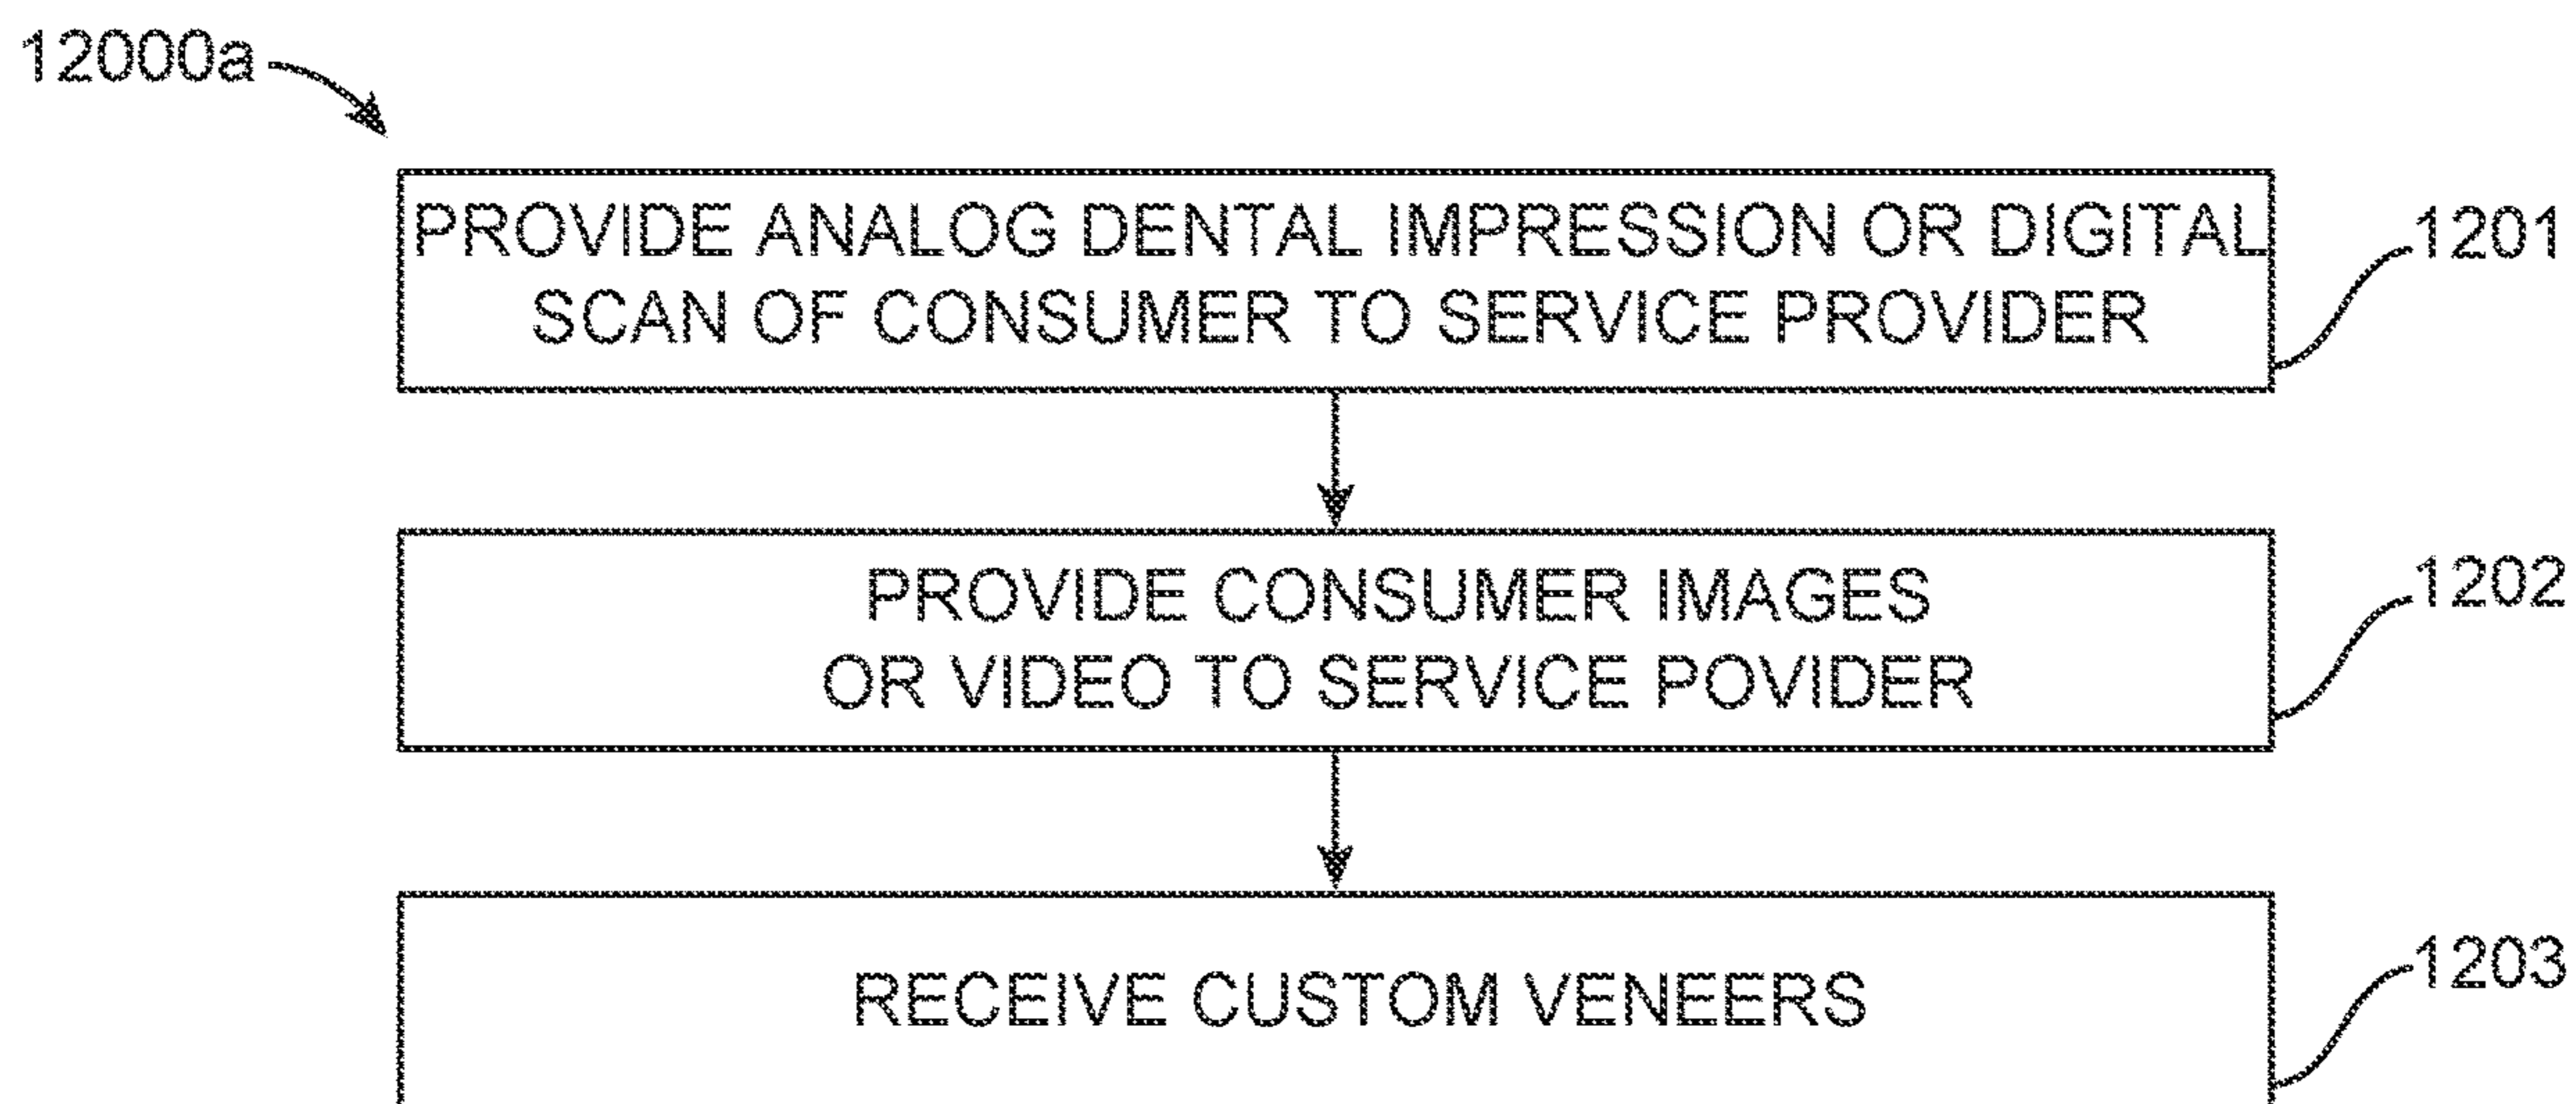 12000a
PROVIDE ANALOG DENTAL IMPRESSION OR DIGITAL
SCAN OF CONSUMER TO SERVICE PROVIDER
1201
PROVIDE CONSUMER IMAGES
OR VIDEO TO SERVICE POVIDER
1202
RECEIVE CUSTOM VENEERS
1203